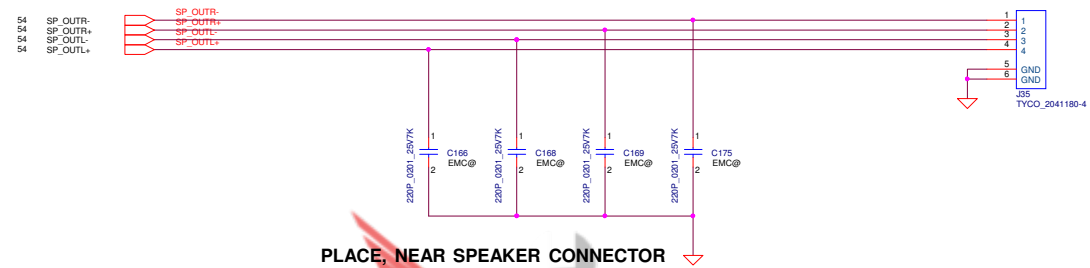 54 SP_OUTR- SP_OUTR- 1 1
54 SP_OUTR+ SP_OUTR+ 2 2
54 SP_OUTL- SP_OUTL- 3 3
54 SP_OUTL+ SP_OUTL+ 4 4
5 GND
6 GND
J35
TYCO_2041180-4
220P_0201_25V7K 1 C166 EMC@ 2
220P_0201_25V7K 1 C168 EMC@ 2
220P_0201_25V7K 1 C169 EMC@ 2
220P_0201_25V7K 1 C175 EMC@ 2
PLACE, NEAR SPEAKER CONNECTOR